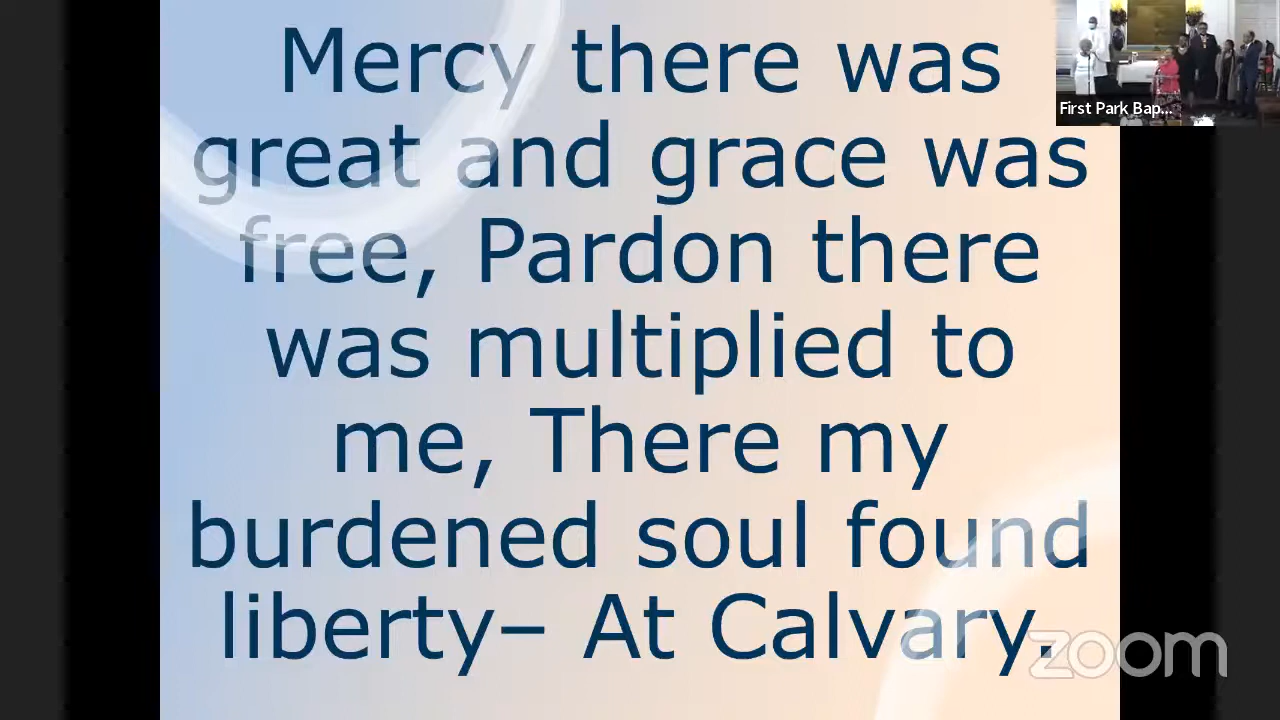 Mercy there was
great and grace was
free, Pardon there
was multiplied to
me, There my
burdened soul found
liberty– At Calvary.
First Park Bap...
zoom